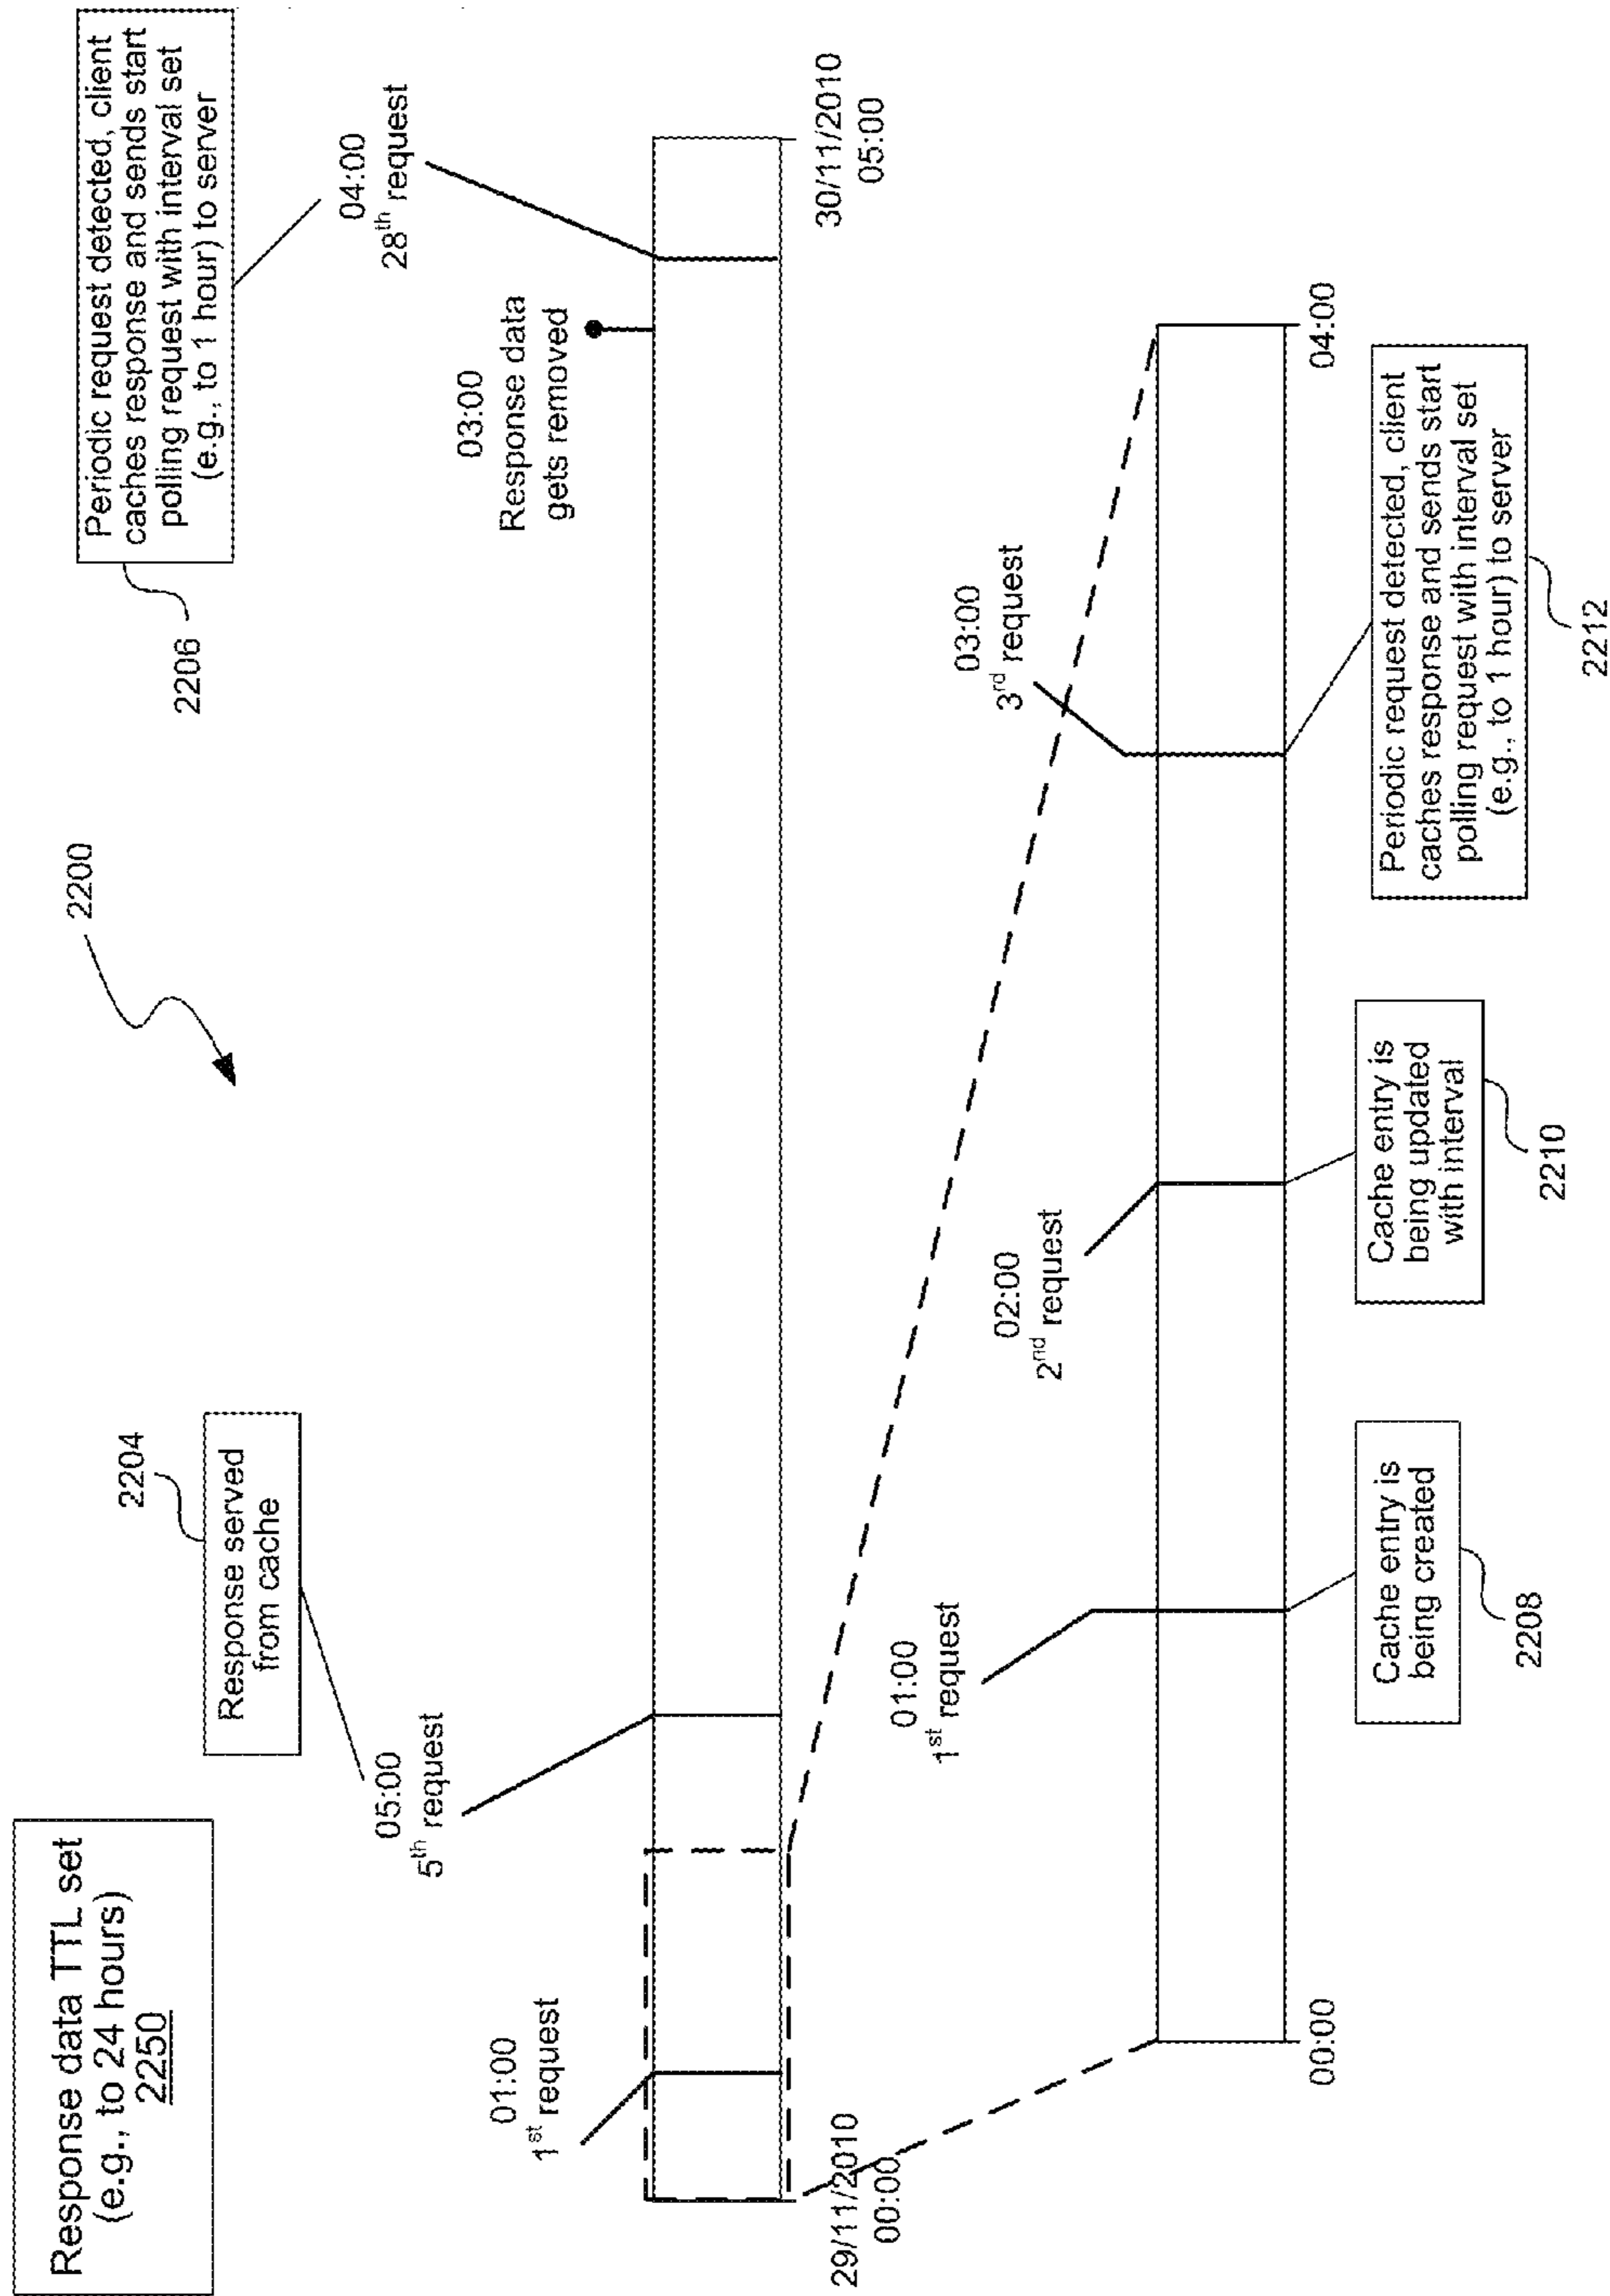 Response data TTL set
(e.g., to 24 hours)
2250
2200
2204
Response served
from cache
2206
Periodic request detected, client
caches response and sends start
polling request with interval set
(e.g., to 1 hour) to server
01:00
1st request
05:00
5th request
03:00
Response data
gets removed
04:00
28th request
29/11/2010
00:00
30/11/2010
05:00
01:00
1st request
02:00
2nd request
03:00
3rd request
00:00
04:00
Cache entry is
being created
2208
Cache entry is
being updated
with interval
2210
Periodic request detected, client
caches response and sends start
polling request with interval set
(e.g., to 1 hour) to server
2212